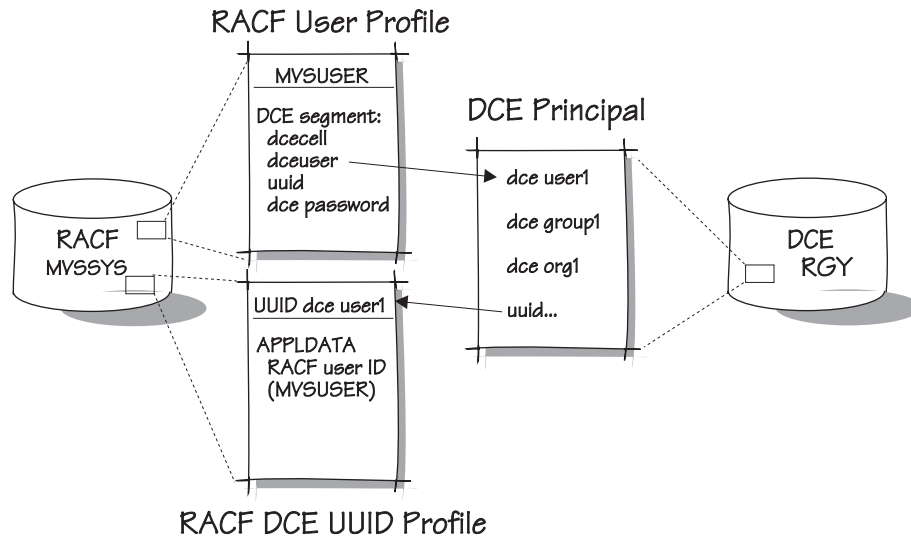 RACF User Profile
MVSUSER
DCE segment:
dcecell
dceuser
uuid
dce password
DCE Principal
dce user1
dce group1
dce org1
uuid...
RACF
MVSSYS
DCE
RGY
UUID dce user1
APPLDATA
RACF user ID
(MVSUSER)
RACF DCE UUID Profile